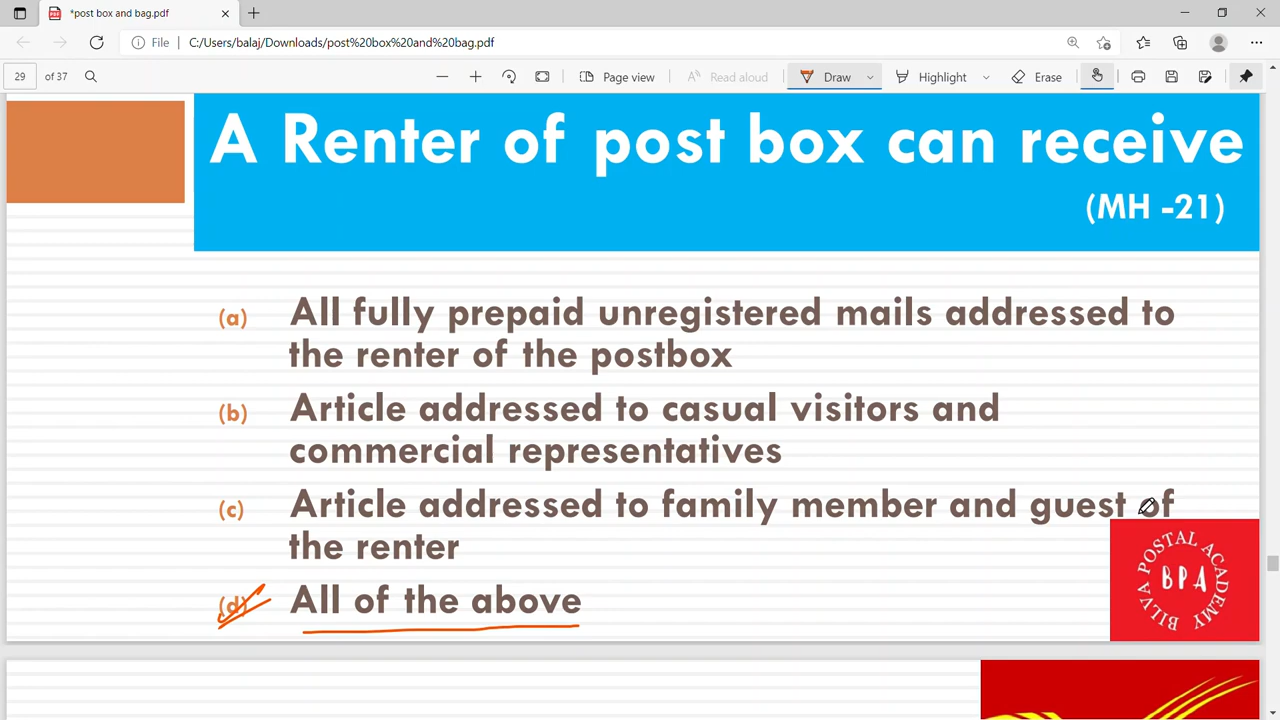 *post box and bag.pdf
File
C:/Users/balaj/Downloads/post%20box%20and%20bag.pdf
29 of 37
Page view
Read aloud
Draw
Highlight
Erase
A Renter of post box can receive
(MH -21)
(a) All fully prepaid unregistered mails addressed to
the renter of the postbox
(b) Article addressed to casual visitors and
commercial representatives
(c) Article addressed to family member and guest of
the renter
(d) All of the above
BILVA POSTAL ACADEMY
BPA